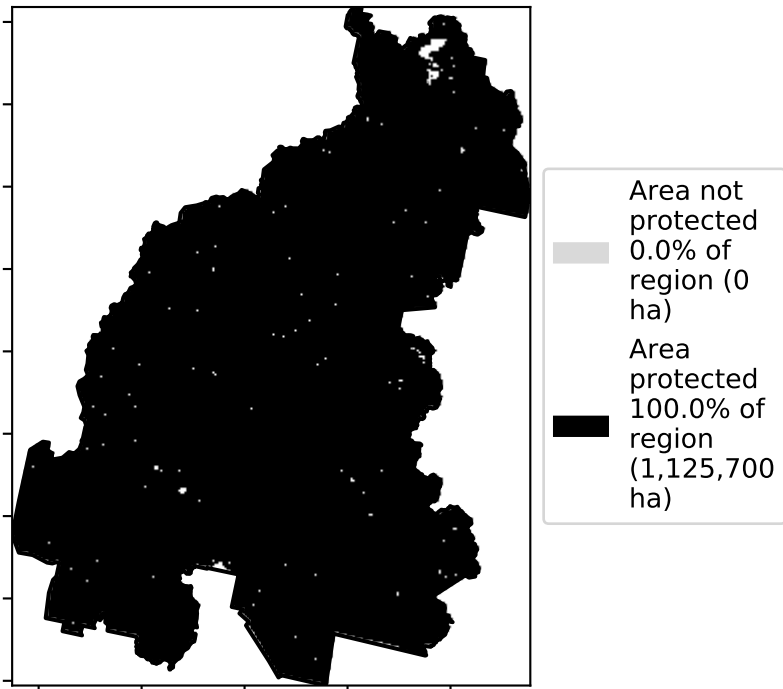 Area not
protected
0.0% of
region (0
ha)
Area
protected
100.0% of
region
(1,125,700
ha)